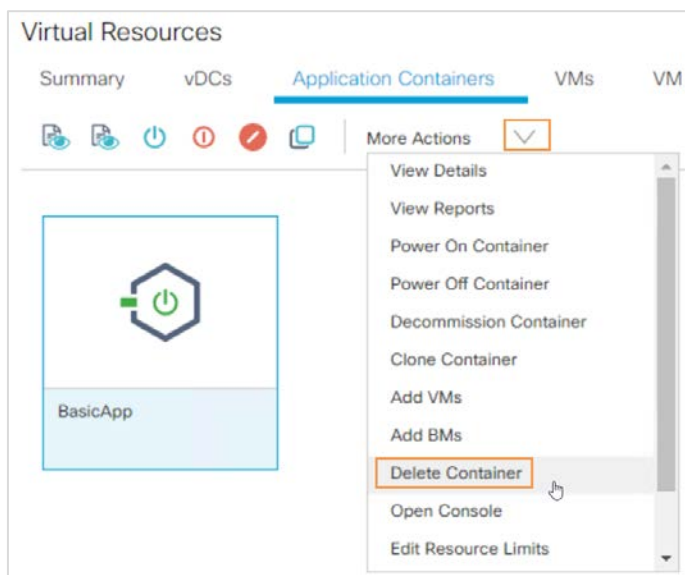 Virtual Resources
Summary vDCs Application Containers VMs VM
More Actions
View Details
View Reports
Power On Container
Power Off Container
Decommission Container
Clone Container
Add VMs
BasicApp
Add BMs
Delete Container
Open Console
Edit Resource Limits